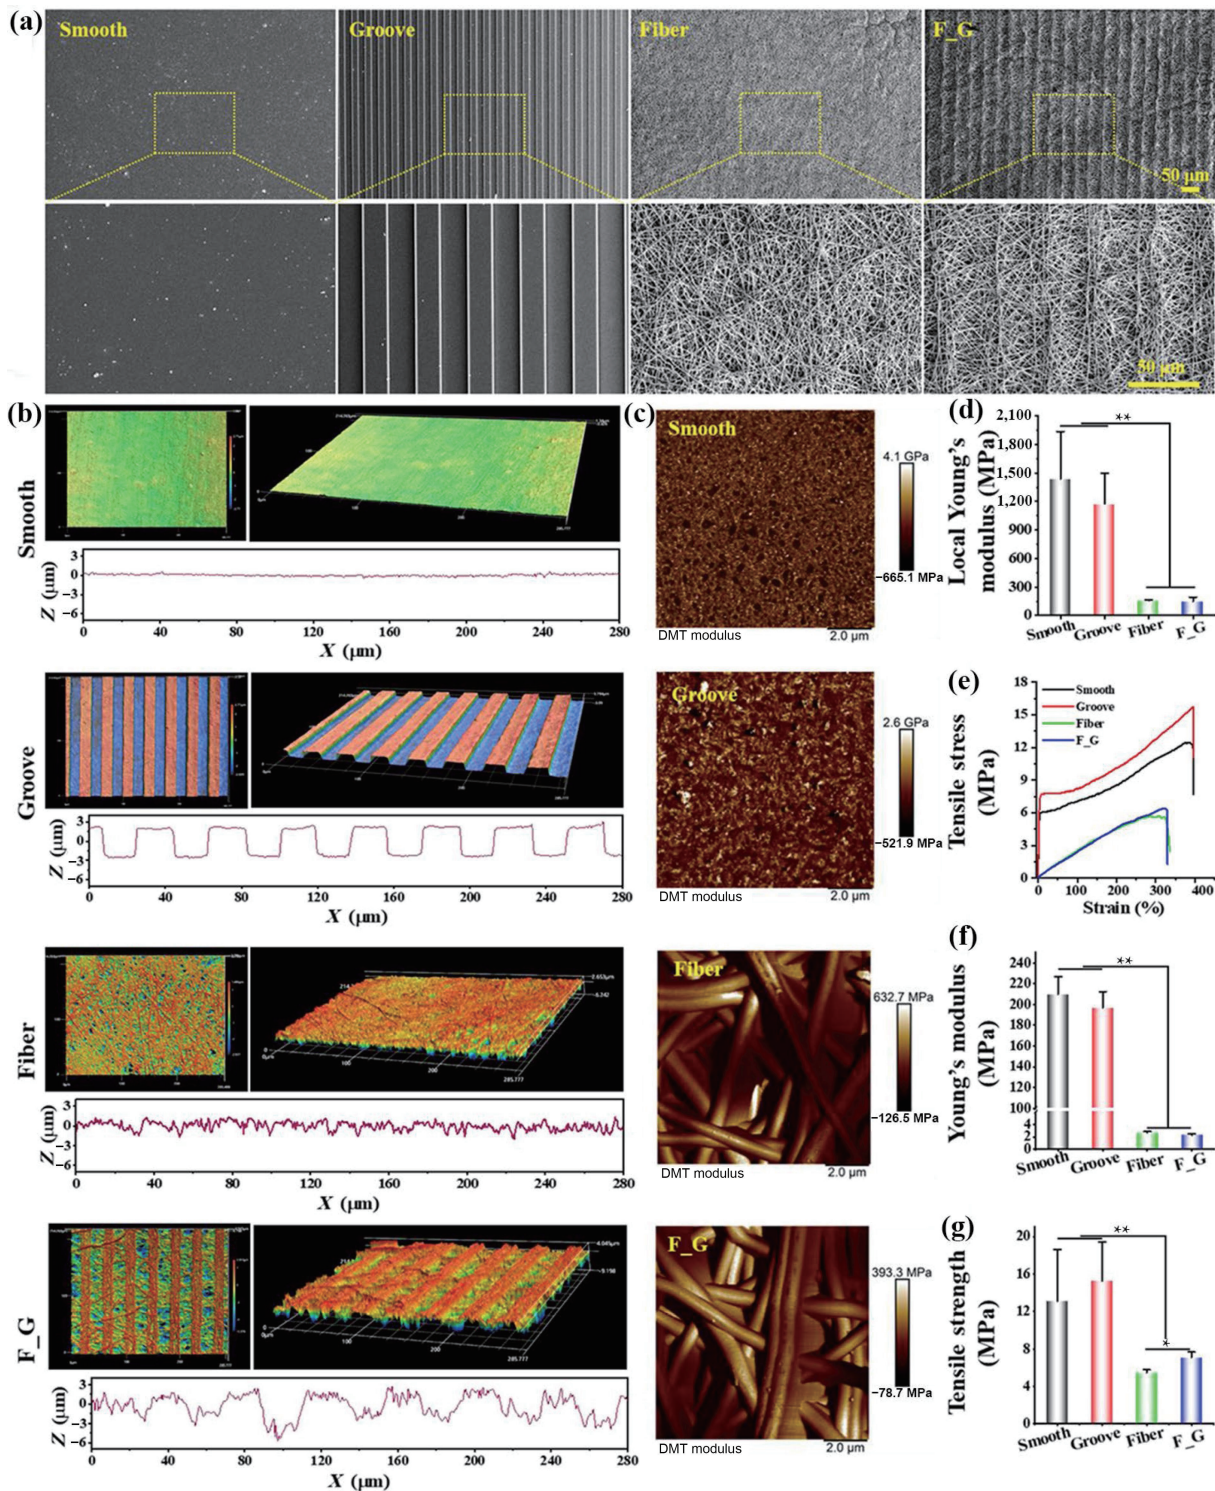 (a)
Smooth
Groove
Fiber
F_G
50 μm
50 μm
(b)
Smooth
Z (μm)
3
0
−3
−6
0 40 80 120 160 200 240 280
X (μm)
Groove
Z (μm)
3
0
−3
−6
0 40 80 120 160 200 240 280
X (μm)
Fiber
Z (μm)
3
0
−3
−6
0 40 80 120 160 200 240 280
X (μm)
F_G
Z (μm)
3
0
−3
−6
0 40 80 120 160 200 240 280
X (μm)
(c)
Smooth
4.1 GPa
−665.1 MPa
DMT modulus
2.0 μm
Groove
2.6 GPa
−521.9 MPa
DMT modulus
2.0 μm
Fiber
632.7 MPa
−126.5 MPa
DMT modulus
2.0 μm
F_G
393.3 MPa
−78.7 MPa
DMT modulus
2.0 μm
(d)
Local Young's
modulus (MPa)
2,100
1,800
1,500
1,200
900
600
300
0
**
Smooth Groove Fiber F_G
(e)
Tensile stress
(MPa)
18
15
12
9
6
3
0
Smooth
Groove
Fiber
F_G
0 100 200 300 400
Strain (%)
(f)
Young's modulus
(MPa)
240
220
200
180
160
140
120
100
4
2
0
**
Smooth Groove Fiber F_G
(g)
Tensile strength
(MPa)
20
16
12
8
4
0
**
*
Smooth Groove Fiber F_G